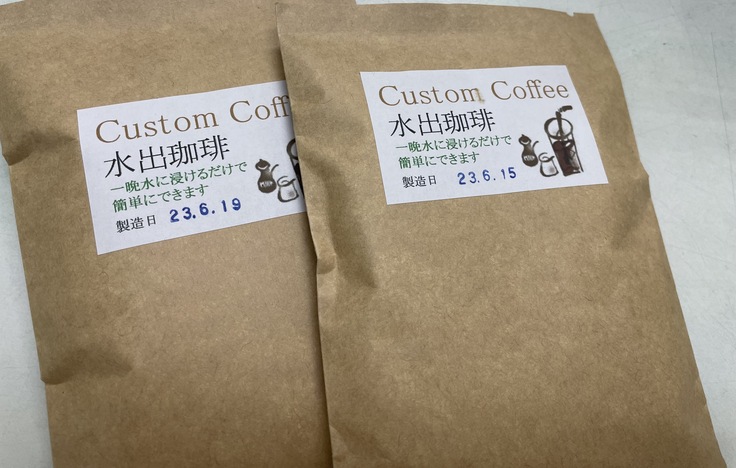 Custom Coff
水出珈琲
一晩水に浸けるだけで
簡単にできます
製造日 23.6.19
Custom Coffee
水出珈琲
一晩水に浸けるだけで
簡単にできます
製造日 23.6.15